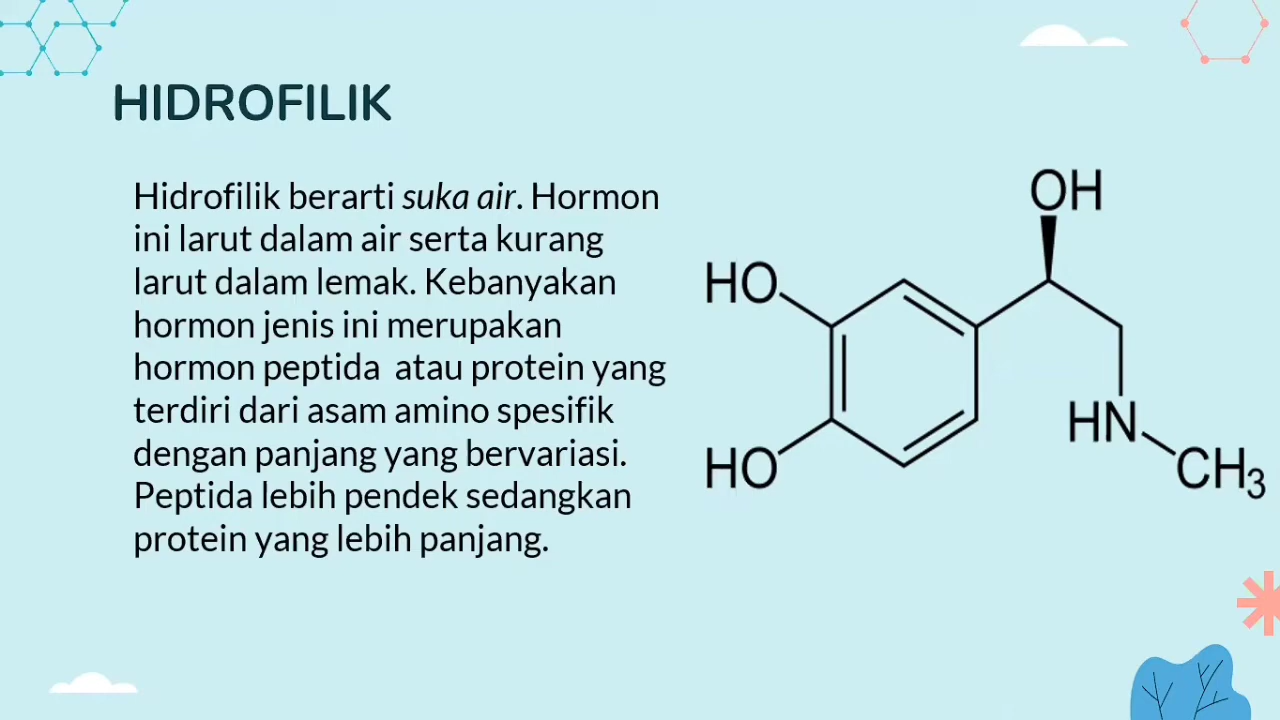 HIDROFILIK
Hidrofilik berarti suka air. Hormon
ini larut dalam air serta kurang
larut dalam lemak. Kebanyakan
hormon jenis ini merupakan
hormon peptida  atau protein yang
terdiri dari asam amino spesifik
dengan panjang yang bervariasi.
Peptida lebih pendek sedangkan
protein yang lebih panjang.
OH
HO
HN
HO
CH₃